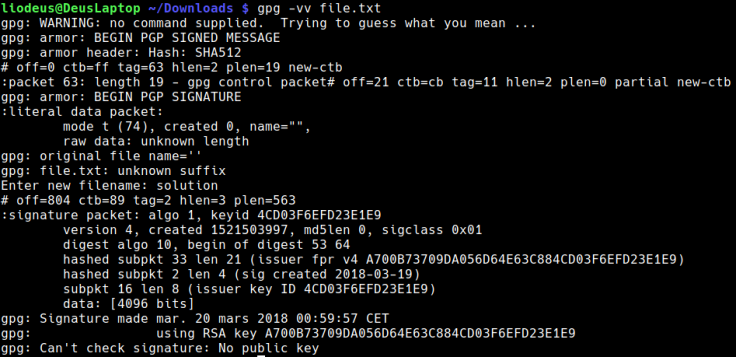 liodeus@DeusLaptop ~/Downloads $ gpg -vv file.txt
gpg: WARNING: no command supplied.  Trying to guess what you mean ...
gpg: armor: BEGIN PGP SIGNED MESSAGE
gpg: armor header: Hash: SHA512
# off=0 ctb=ff tag=63 hlen=2 plen=19 new-ctb
:packet 63: length 19 - gpg control packet# off=21 ctb=cb tag=11 hlen=2 plen=0 partial new-ctb
gpg: armor: BEGIN PGP SIGNATURE
:literal data packet:
        mode t (74), created 0, name="",
        raw data: unknown length
gpg: original file name=''
gpg: file.txt: unknown suffix
Enter new filename: solution
# off=804 ctb=89 tag=2 hlen=3 plen=563
:signature packet: algo 1, keyid 4CD03F6EFD23E1E9
        version 4, created 1521503997, md5len 0, sigclass 0x01
        digest algo 10, begin of digest 53 64
        hashed subpkt 33 len 21 (issuer fpr v4 A700B73709DA056D64E63C884CD03F6EFD23E1E9)
        hashed subpkt 2 len 4 (sig created 2018-03-19)
        subpkt 16 len 8 (issuer key ID 4CD03F6EFD23E1E9)
        data: [4096 bits]
gpg: Signature made mar. 20 mars 2018 00:59:57 CET
gpg:                using RSA key A700B73709DA056D64E63C884CD03F6EFD23E1E9
gpg: Can't check signature: No public key